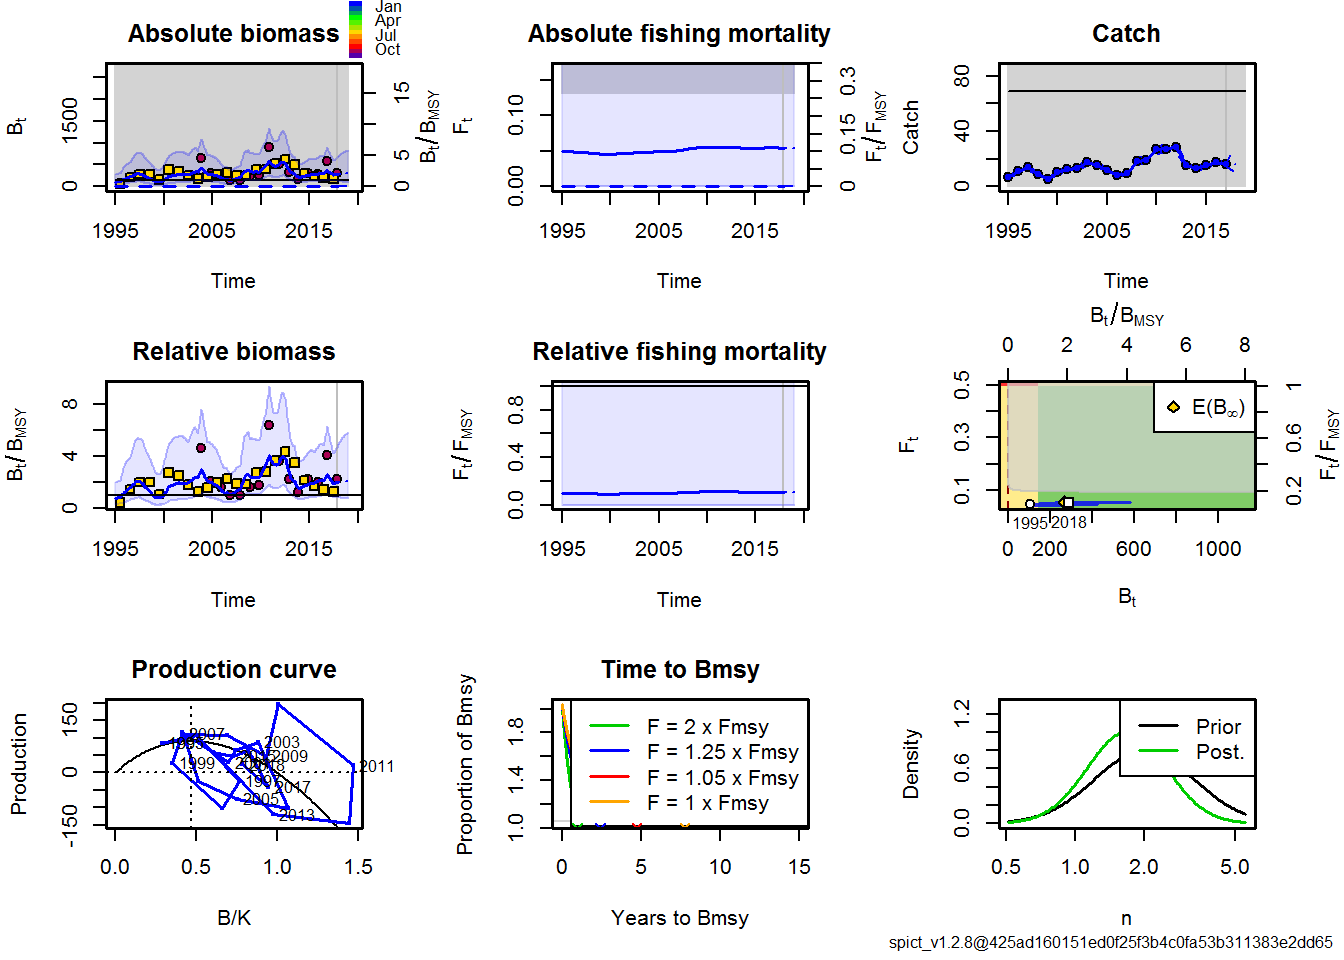 Jan
Apr
Jul
Oct
Absolute biomass
Bt
0
1500
0
5
15
Bt/BMSY
1995
2005
2015
Time
Absolute fishing mortality
Ft
0.00
0.10
0
0.15
0.3
Ft/FMSY
1995
2005
2015
Time
Catch
Catch
0
40
80
1995
2005
2015
Time
Relative biomass
Bt/BMSY
0
4
8
1995
2005
2015
Time
Relative fishing mortality
Ft/FMSY
0.0
0.4
0.8
1995
2005
2015
Time
Bt/BMSY
0 2 4 6 8
Ft
0.1
0.3
0.5
E(B∞)
0.2
0.6
1
Ft/FMSY
1995 2018
0 200 600 1000
Bt
Production curve
Production
-150
0
150
2007
2003
2009
1999
2011
2017
2005
2013
0.0 0.5 1.0 1.5
B/K
Time to Bmsy
Proportion of Bmsy
1.0
1.4
1.8
F = 2 x Fmsy
F = 1.25 x Fmsy
F = 1.05 x Fmsy
F = 1 x Fmsy
0 5 10 15
Years to Bmsy
Density
0.0
0.6
1.2
Prior
Post.
0.5 1.0 2.0 5.0
n
spict_v1.2.8@425ad160151ed0f25f3b4c0fa53b311383e2dd65